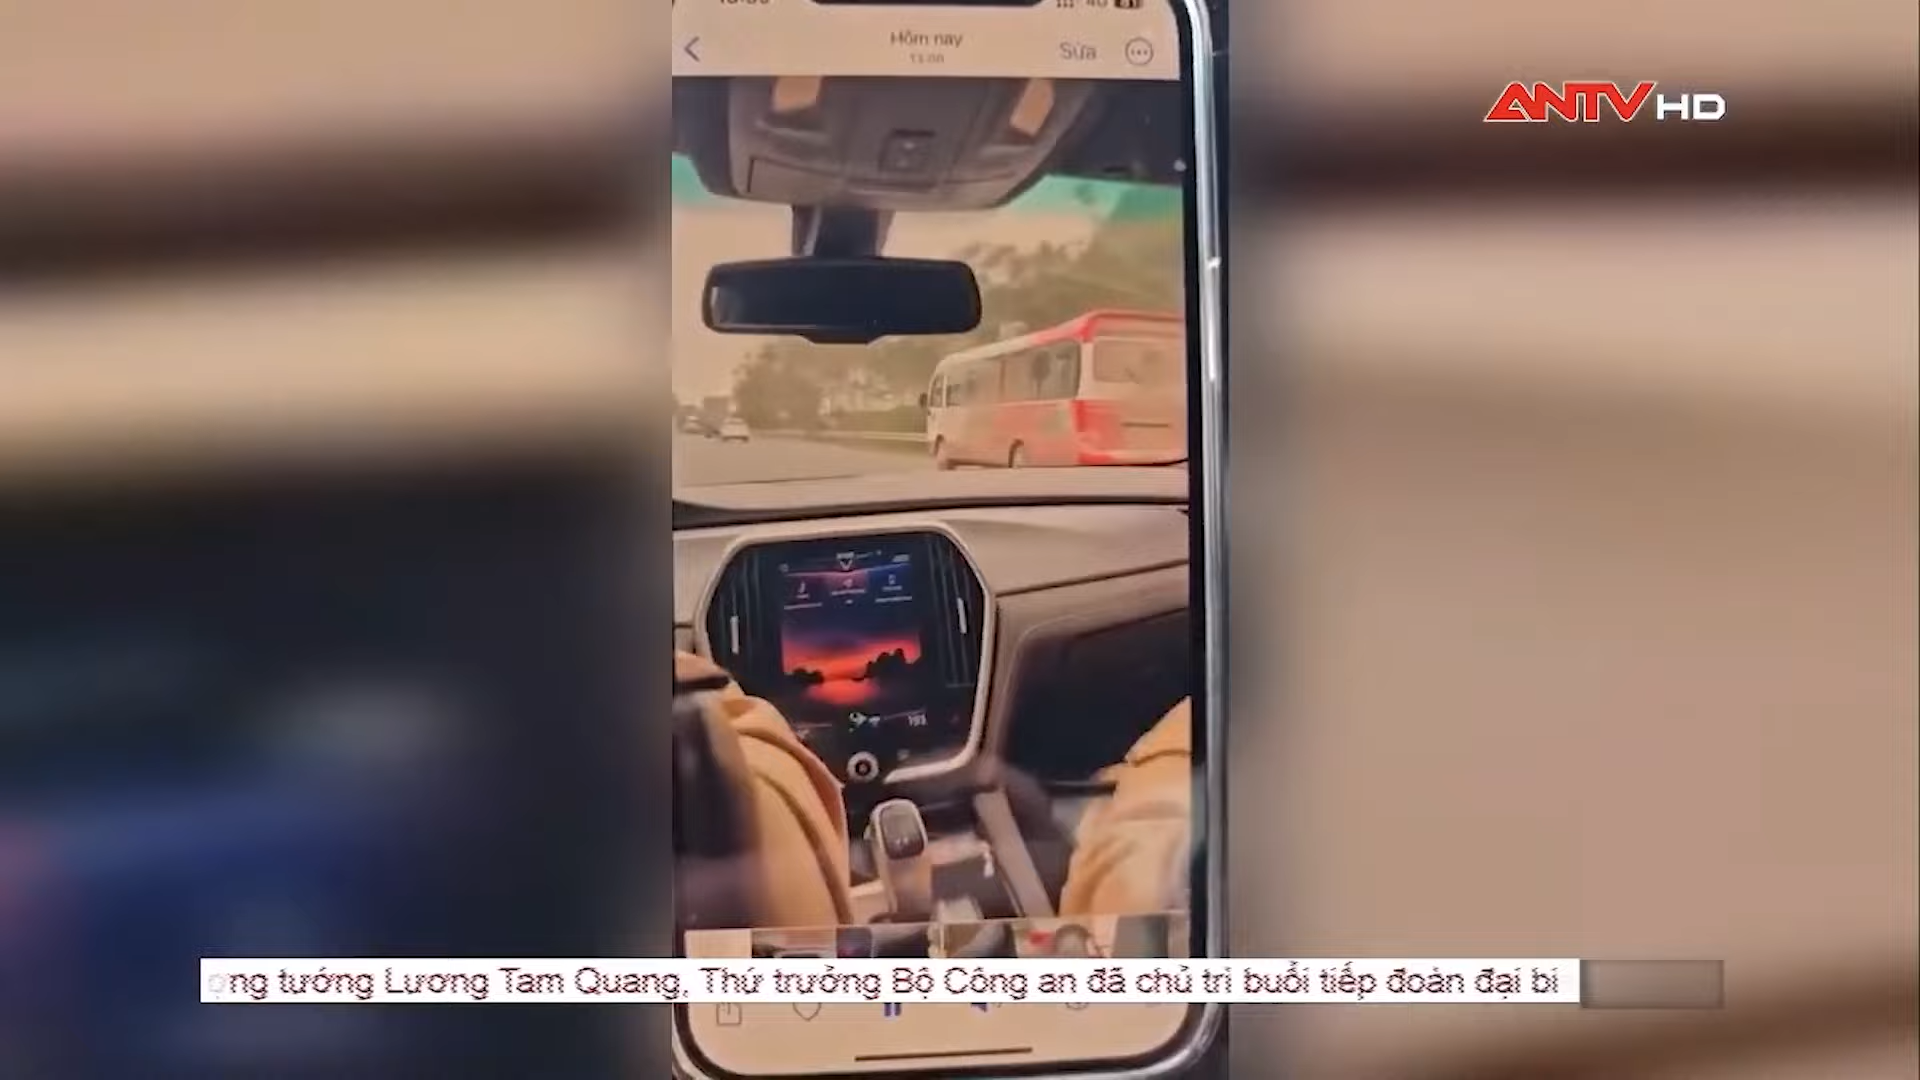 Hôm nay
Sửa
ANTV HD
ng tướng Lương Tam Quang, Thứ trưởng Bộ Công an đã chủ trì buổi tiếp đoàn đại bi